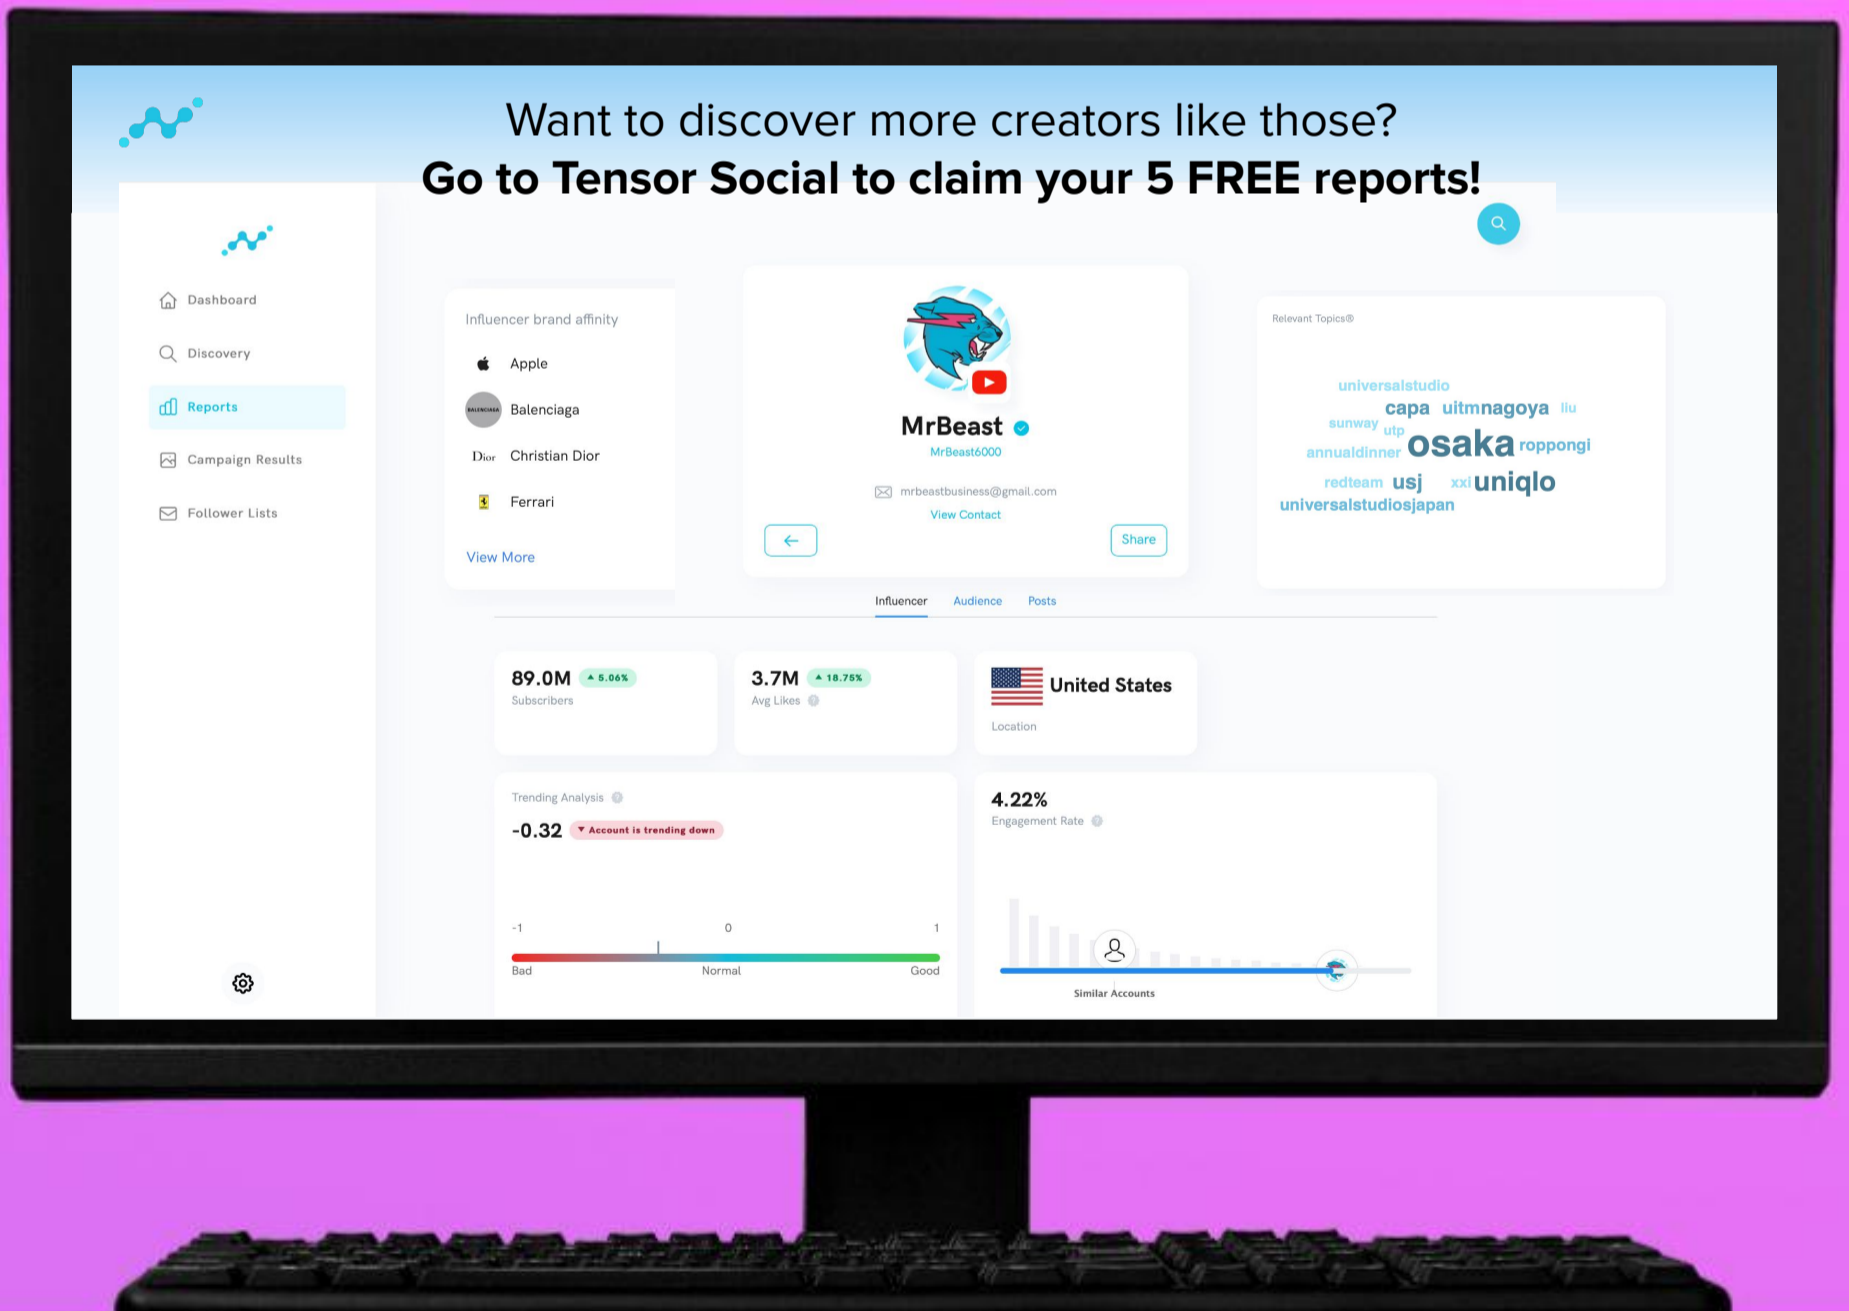 Want to discover more creators like those?
Go to Tensor Social to claim your 5 FREE reports!
Dashboard
Discovery
Reports
Campaign Results
Follower Lists
Influencer brand affinity
Apple
BALENCIAGA
Balenciaga
Dior Christian Dior
Ferrari
View More
MrBeast
MrBeast6000
mrbeastbusiness@gmail.com
View Contact
Share
Relevant Topics®
universalstudio
capa uitmnagoya liu
sunway utp
annualdinner osaka roppongi
redteam usj xxi uniqlo
universalstudiosjapan
Influencer Audience Posts
89.0M 5.06%
Subscribers
3.7M 18.75%
Avg Likes ?
United States
Location
Trending Analysis ?
-0.32 Account is trending down
-1 0 1
Bad Normal Good
4.22%
Engagement Rate ?
Similar Accounts